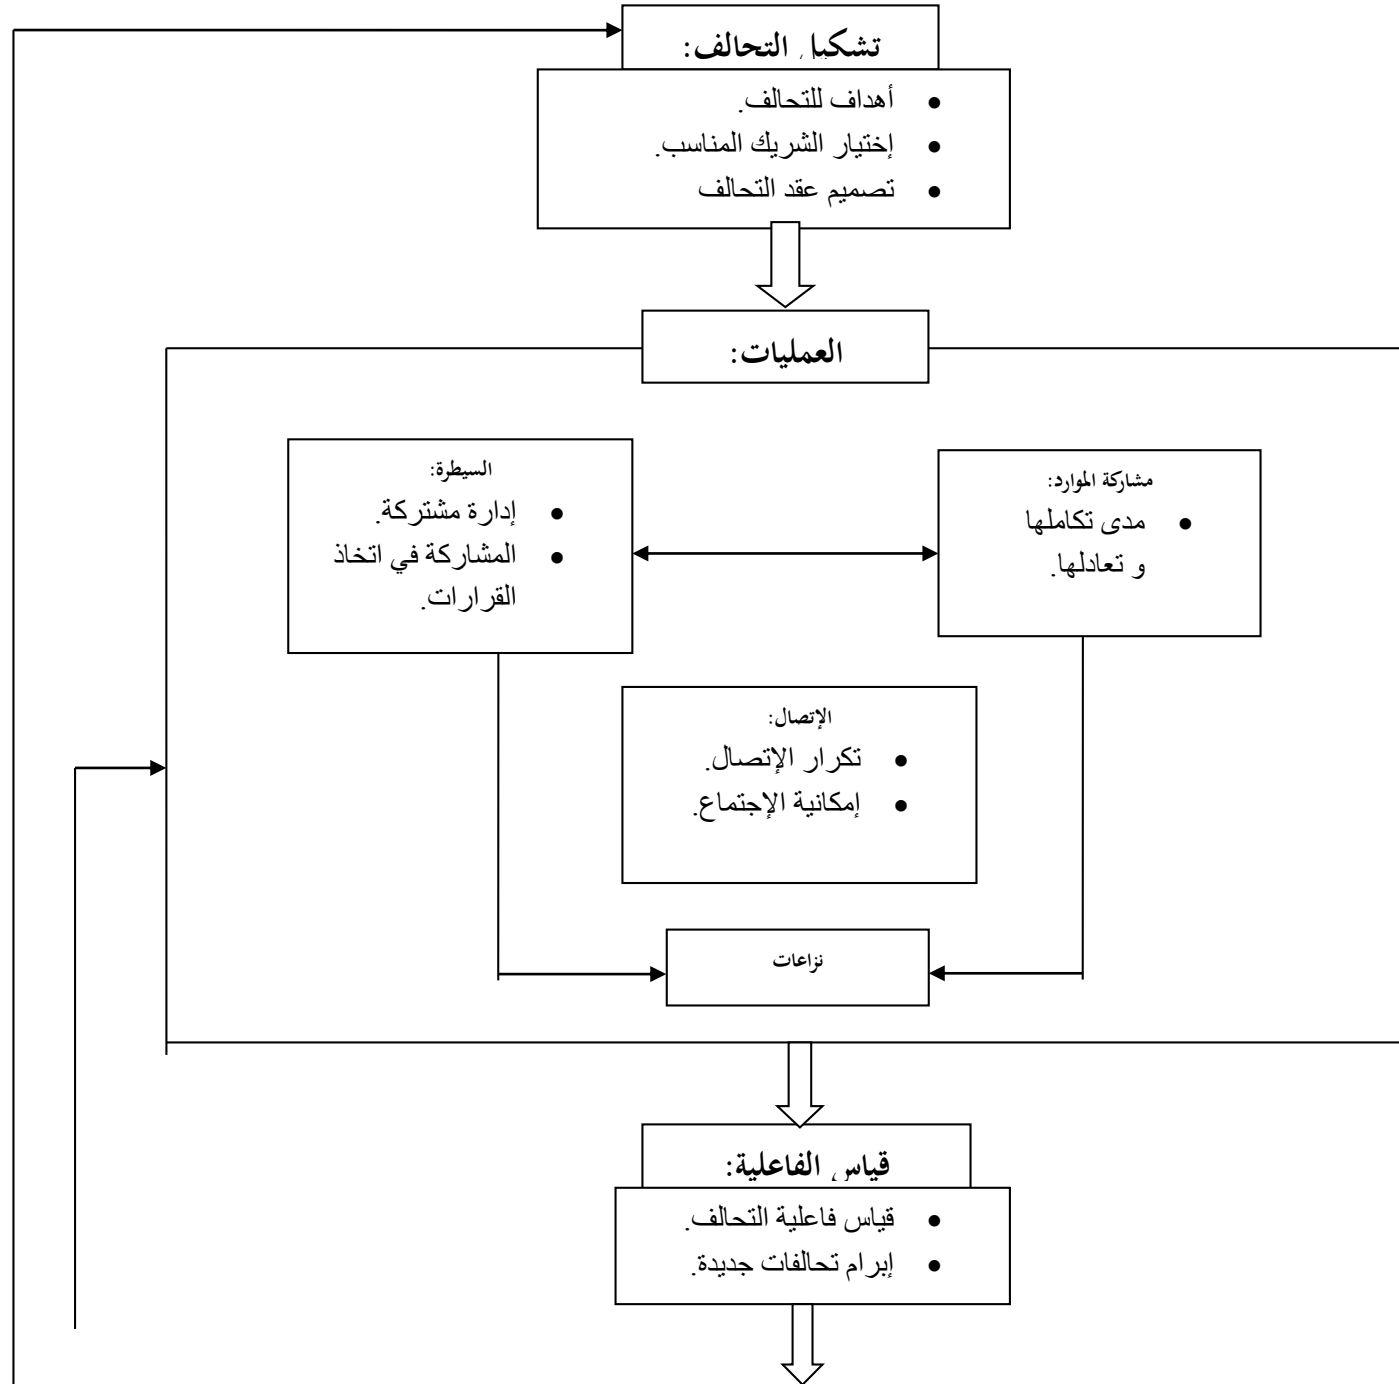 تشكيل التحالف:
أهداف للتحالف.
إختيار الشريك المناسب.
تصميم عقد التحالف
العمليات:
مشاركة الموارد:
مدى تكاملها
و تعادلها.
السيطرة:
إدارة مشتركة.
المشاركة في اتخاذ
القرارات.
الإتصال:
تكرار الإتصال.
إمكانية الإجتماع.
نزاعات
قياس الفاعلية:
قياس فاعلية التحالف.
إبرام تحالفات جديدة.